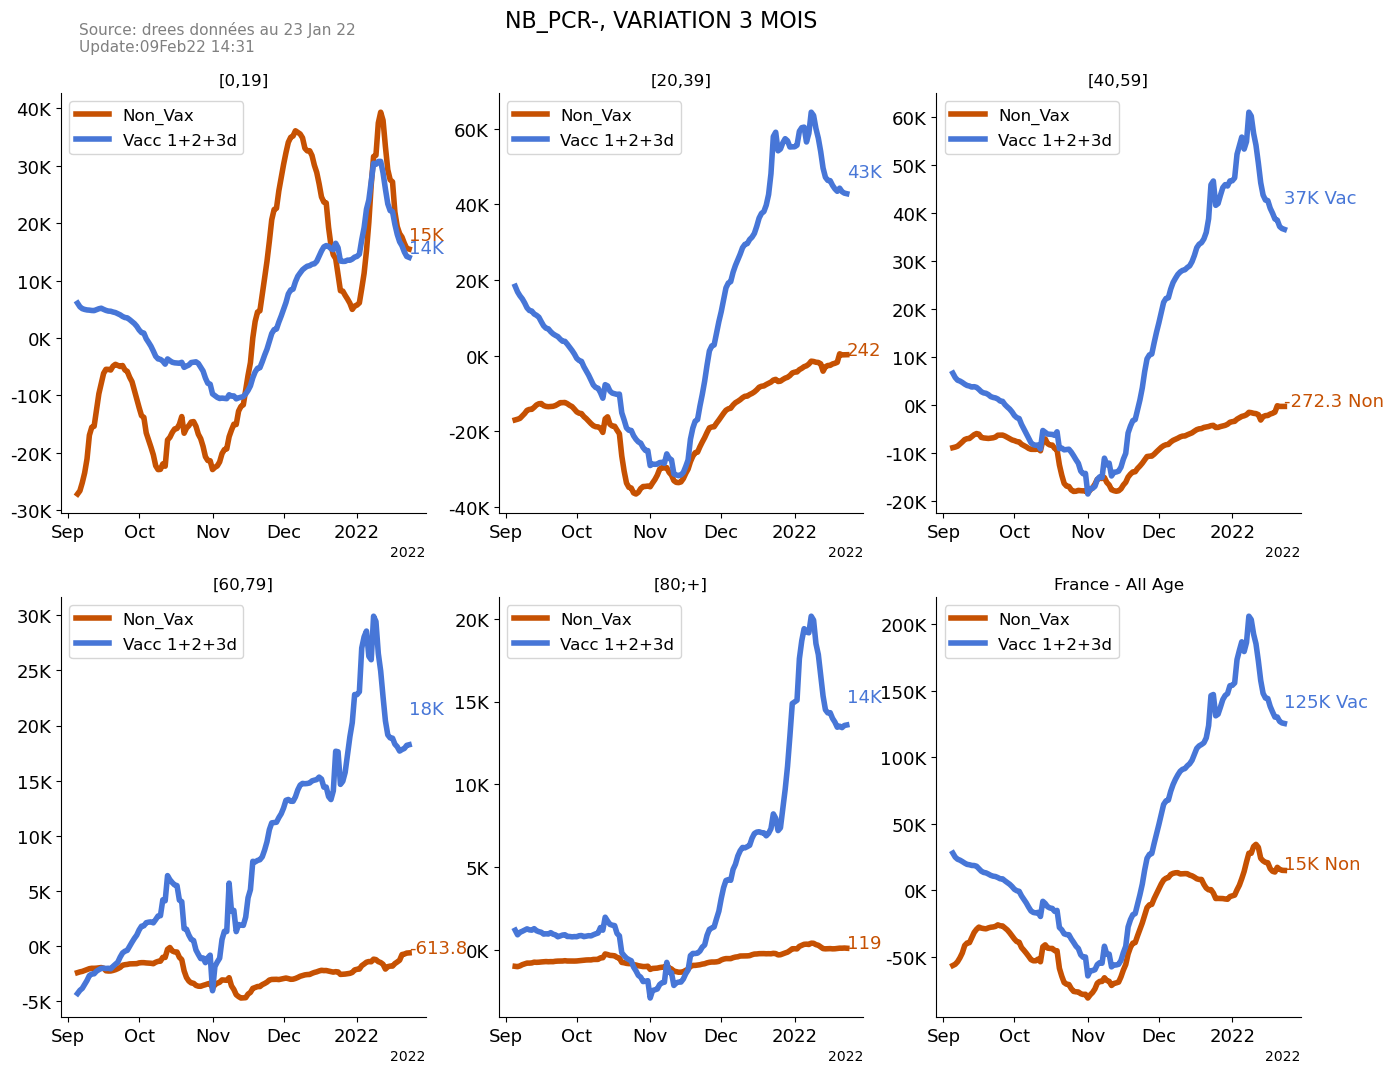 NB_PCR-, VARIATION 3 MOIS
Source: drees données au 23 Jan 22
Update:09Feb22 14:31
[0,19]
Non_Vax
Vacc 1+2+3d
40K
30K
20K
10K
0K
-10K
-20K
-30K
15K
14K
Sep Oct Nov Dec 2022
2022
[20,39]
Non_Vax
Vacc 1+2+3d
60K
40K
20K
0K
-20K
-40K
43K
242
Sep Oct Nov Dec 2022
2022
[40,59]
Non_Vax
Vacc 1+2+3d
60K
50K
40K
30K
20K
10K
0K
-10K
-20K
37K Vac
-272.3 Non
Sep Oct Nov Dec 2022
2022
[60,79]
Non_Vax
Vacc 1+2+3d
30K
25K
20K
15K
10K
5K
0K
-5K
18K
-613.8
Sep Oct Nov Dec 2022
2022
[80;+]
Non_Vax
Vacc 1+2+3d
20K
15K
10K
5K
0K
14K
119
Sep Oct Nov Dec 2022
2022
France - All Age
Non_Vax
Vacc 1+2+3d
200K
150K
100K
50K
0K
-50K
125K Vac
15K Non
Sep Oct Nov Dec 2022
2022